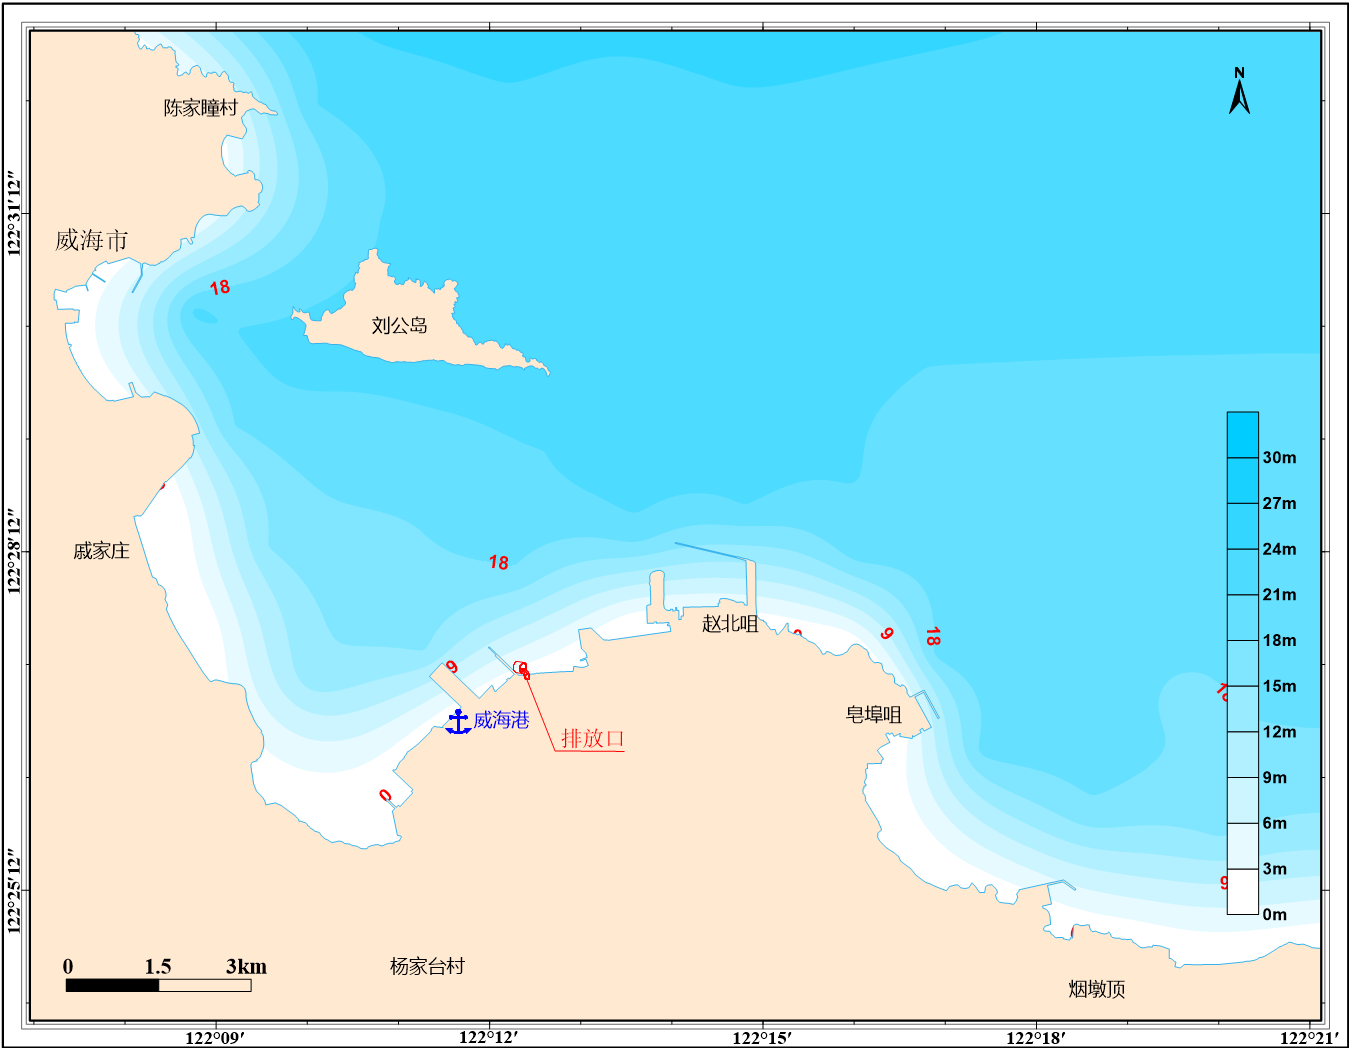 N
陈家疃村
122°31′12″
威海市
18
刘公岛
30m
27m
24m
122°28′12″
戚家庄
18
21m
赵北咀
9
18
18m
9
15m
皂埠咀
威海港
排放口
12m
9m
0
6m
3m
9
122°25′12″
0m
0
1.5
3km
杨家台村
烟墩顶
122°09′
122°12′
122°15′
122°18′
122°21′